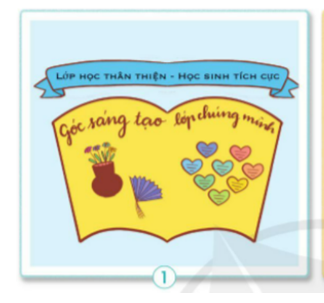 LỚP HỌC THÂN THIỆN - HỌC SINH TÍCH CỰC
Góc sáng tạo lớp chúng mình
1